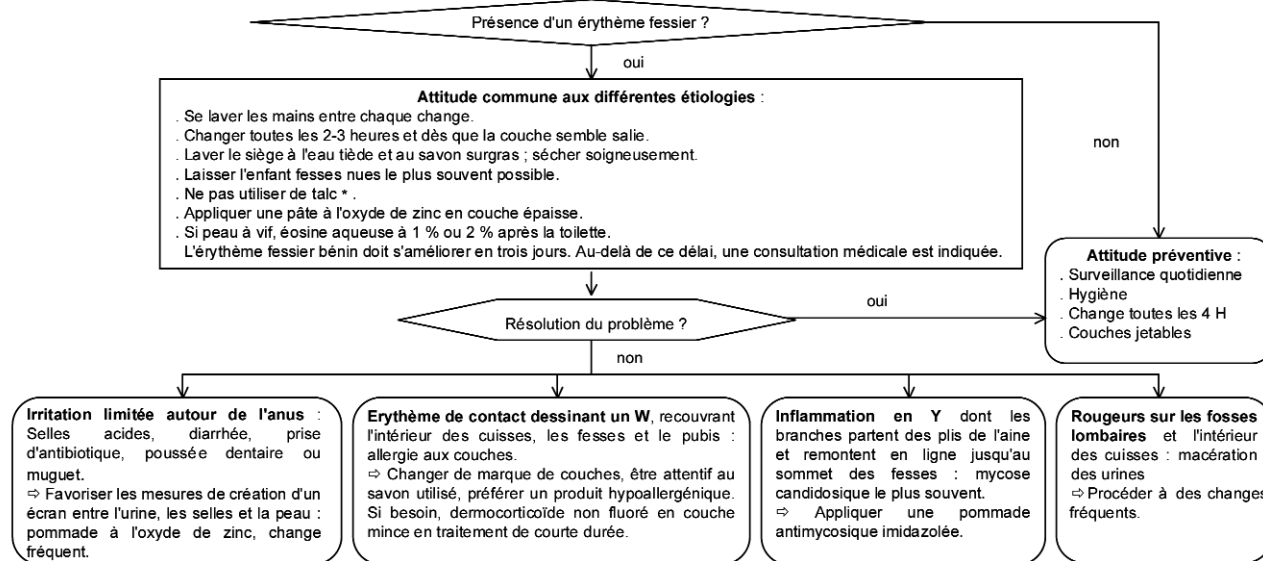 Présence d'un érythème fessier ?
oui
Attitude commune aux différentes étiologies :
. Se laver les mains entre chaque change.
. Changer toutes les 2-3 heures et dès que la couche semble salie.
. Laver le siège à l'eau tiède et au savon surgras ; sécher soigneusement.
. Laisser l'enfant fesses nues le plus souvent possible.
. Ne pas utiliser de talc * .
. Appliquer une pâte à l'oxyde de zinc en couche épaisse.
. Si peau à vif, éosine aqueuse à 1 % ou 2 % après la toilette.
L'érythème fessier bénin doit s'améliorer en trois jours. Au-delà de ce délai, une consultation médicale est indiquée.
non
Attitude préventive :
. Surveillance quotidienne
. Hygiène
. Change toutes les 4 H
. Couches jetables
Résolution du problème ?
oui
non
Irritation limitée autour de l'anus :
Selles acides, diarrhée, prise
d'antibiotique, poussée dentaire ou
muguet.
⇨ Favoriser les mesures de création d'un
écran entre l'urine, les selles et la peau :
pommade à l'oxyde de zinc, change
fréquent.
Erythème de contact dessinant un W, recouvrant
l'intérieur des cuisses, les fesses et le pubis :
allergie aux couches.
⇨ Changer de marque de couches, être attentif au
savon utilisé, préférer un produit hypoallergénique.
Si besoin, dermocorticoïde non fluoré en couche
mince en traitement de courte durée.
Inflammation en Y dont les
branches partent des plis de l'aine
et remontent en ligne jusqu'au
sommet des fesses : mycose
candidosique le plus souvent.
⇨ Appliquer une pommade
antimycosique imidazolée.
Rougeurs sur les fosses
lombaires et l'intérieur
des cuisses : macération
des urines
⇨ Procéder à des changes
fréquents.